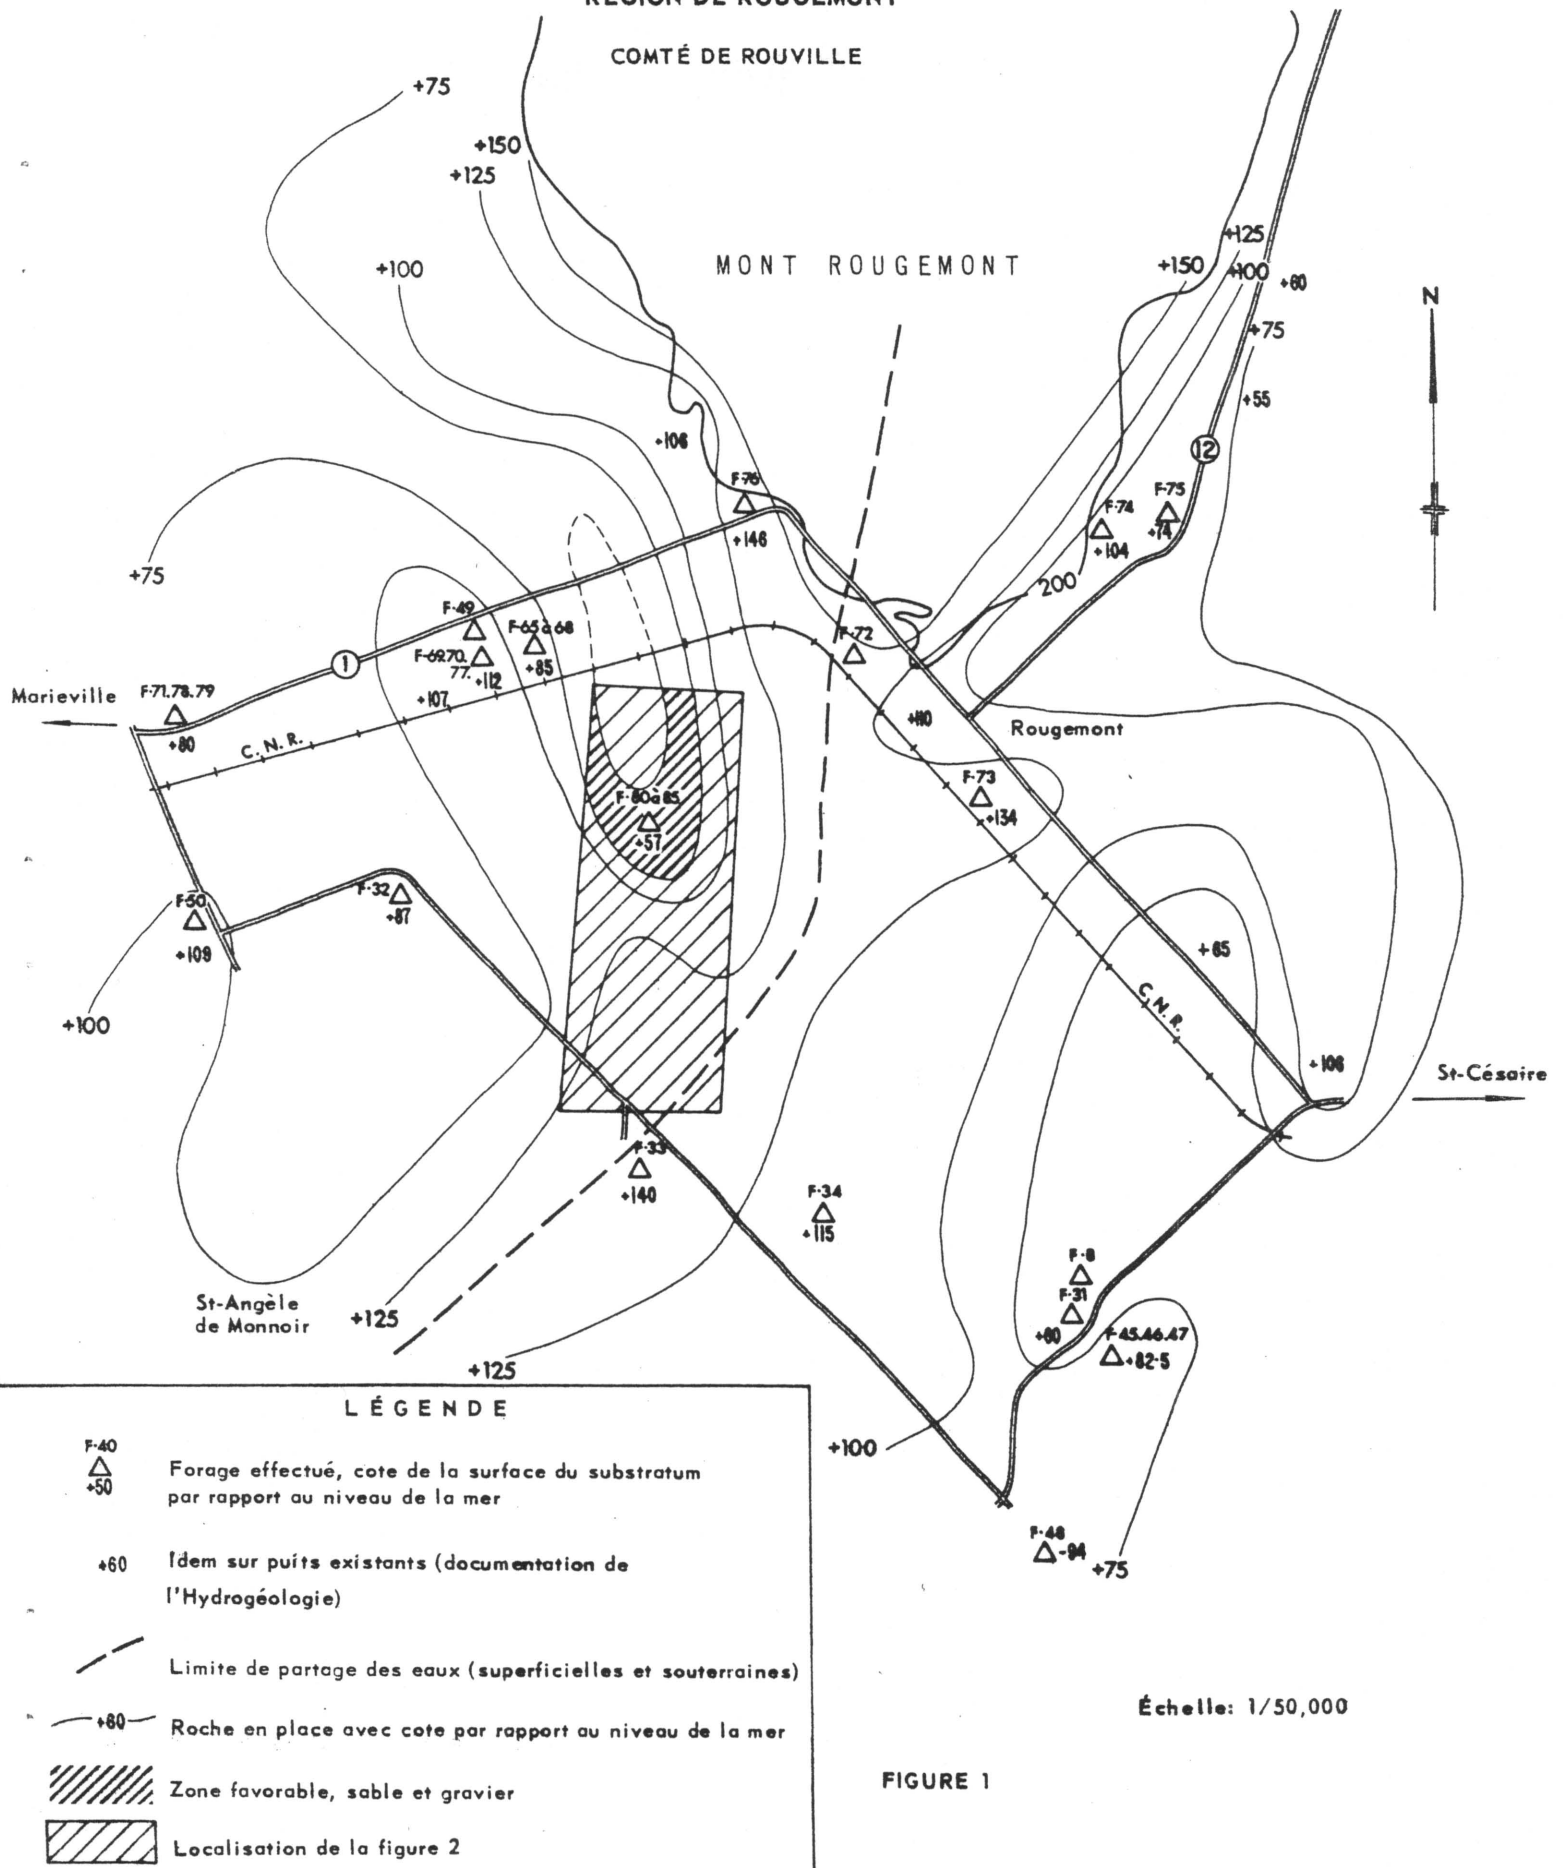 RÉGION DE ROUGEMONT
COMTÉ DE ROUVILLE
+75
+150
+125
+100
MONT ROUGEMONT
+125
+150
+100
+60
+75
+55
N
12
+106
F-76
+146
F-74
+104
F-75
+74
200
+75
F-49
F-65 à 68
+85
F-69.70.
77.
+112
+107
1
Marieville
F-71.78.79
+80
C. N. R.
F-72
+110
Rougemont
F-73
+134
F-80 à 85
+57
F-32
+87
F-50
+109
+100
+85
C. N. R.
+106
St-Césaire
F-33
+140
F-34
+115
F-8
F-31
+60
F-45.46.47
+82·5
St-Angèle
de Monnoir
+125
+125
+100
F-48
-94
+75
LÉGENDE
F-40
+50
Forage effectué, cote de la surface du substratum
par rapport au niveau de la mer
+60
Idem sur puits existants (documentation de
l'Hydrogéologie)
Limite de partage des eaux (superficielles et souterraines)
+60
Roche en place avec cote par rapport au niveau de la mer
Zone favorable, sable et gravier
Localisation de la figure 2
Échelle: 1/50,000
FIGURE 1